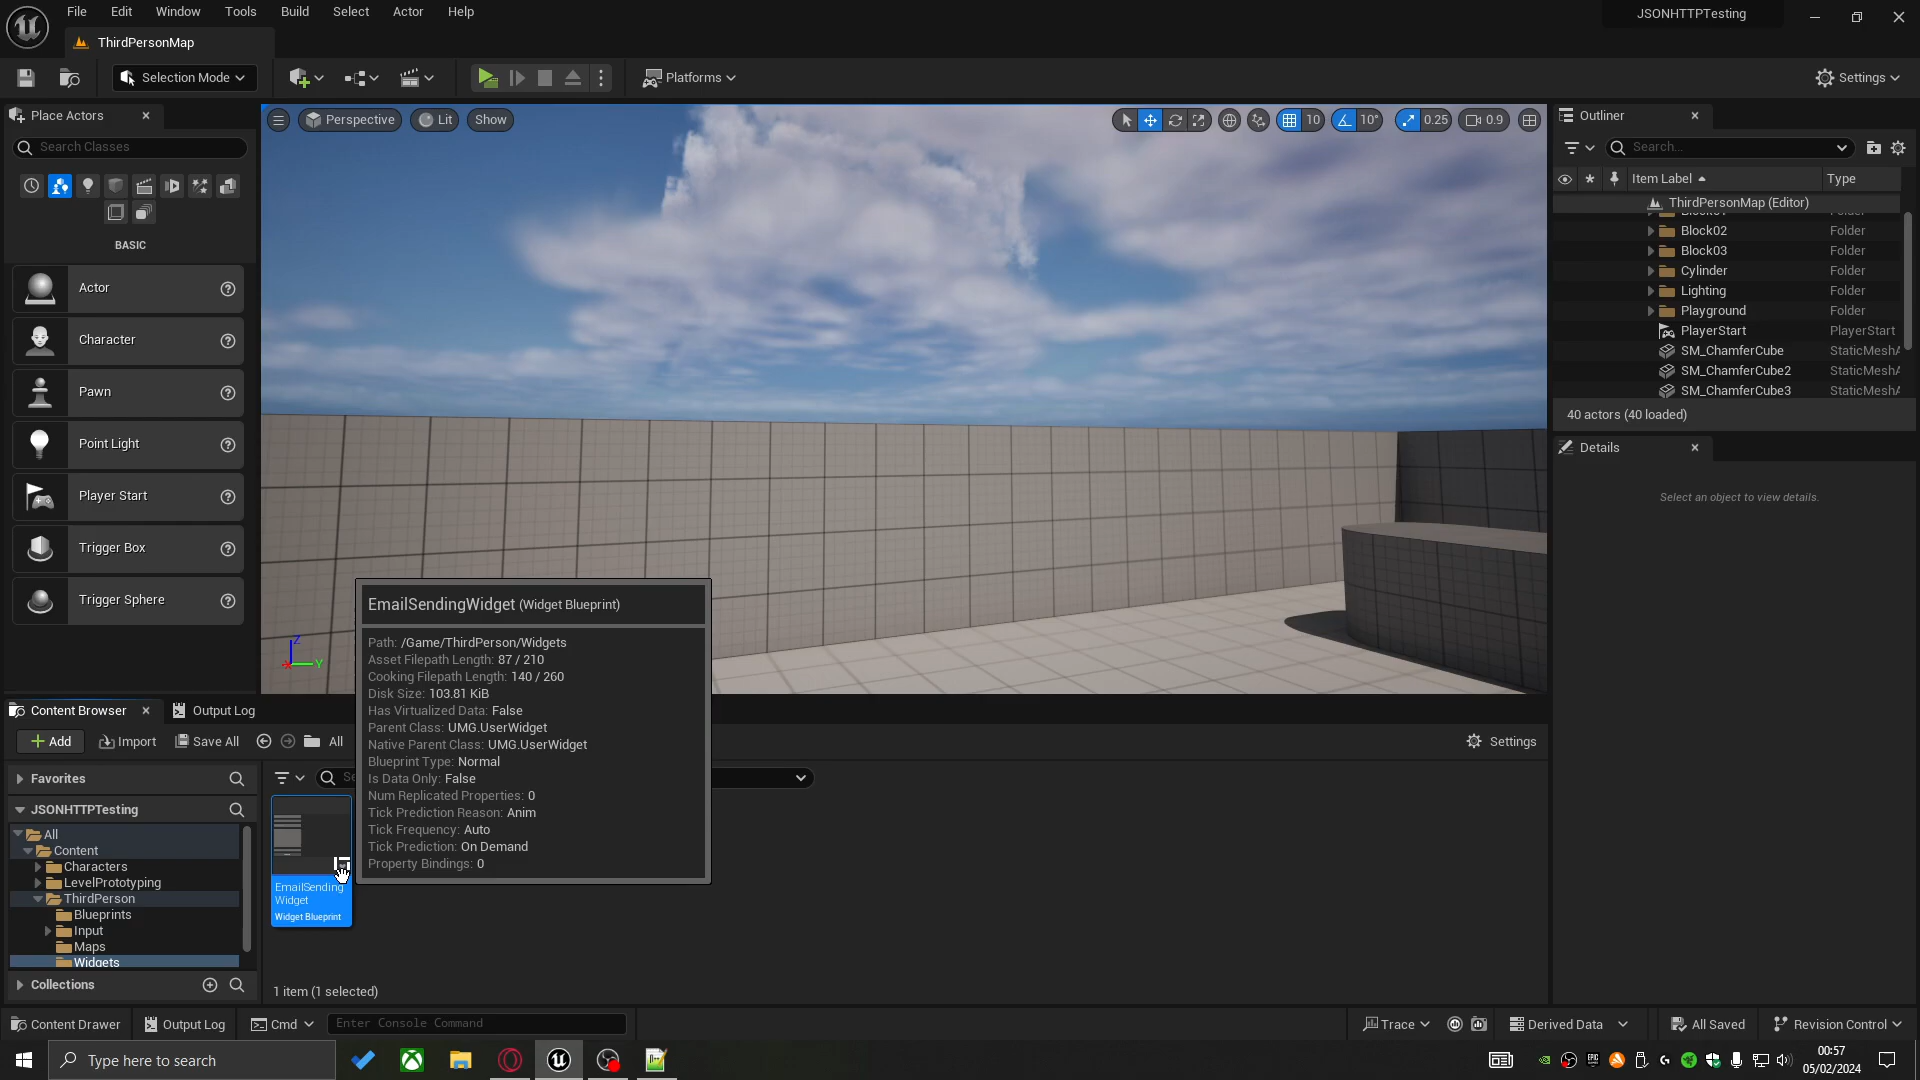 File Edit Window Tools Build Select Actor Help
JSONHTTPTesting
ThirdPersonMap
Selection Mode
Platforms
Settings
Place Actors
Search Classes
BASIC
Actor
Character
Pawn
Point Light
Player Start
Trigger Box
Trigger Sphere
Perspective
Lit
Show
10
10°
0.25
0.9
Z
Y
Outliner
Search...
Item Label
Type
ThirdPersonMap (Editor)
Block02 Folder
Block03 Folder
Cylinder Folder
Lighting Folder
Playground Folder
PlayerStart PlayerStart
SM_ChamferCube StaticMeshA
SM_ChamferCube2 StaticMeshA
SM_ChamferCube3 StaticMeshA
40 actors (40 loaded)
Details
Select an object to view details.
EmailSendingWidget (Widget Blueprint)
Path: /Game/ThirdPerson/Widgets
Asset Filepath Length: 87 / 210
Cooking Filepath Length: 140 / 260
Disk Size: 103.81 KiB
Has Virtualized Data: False
Parent Class: UMG.UserWidget
Native Parent Class: UMG.UserWidget
Blueprint Type: Normal
Is Data Only: False
Num Replicated Properties: 0
Tick Prediction Reason: Anim
Tick Frequency: Auto
Tick Prediction: On Demand
Property Bindings: 0
Content Browser
Output Log
Add
Import
Save All
All
Settings
Favorites
JSONHTTPTesting
All
Content
Characters
LevelPrototyping
ThirdPerson
Blueprints
Input
Maps
Widgets
Collections
Se
EmailSending
Widget
Widget Blueprint
1 item (1 selected)
Content Drawer
Output Log
Cmd
Enter Console Command
Trace
Derived Data
All Saved
Revision Control
Type here to search
00:57
05/02/2024